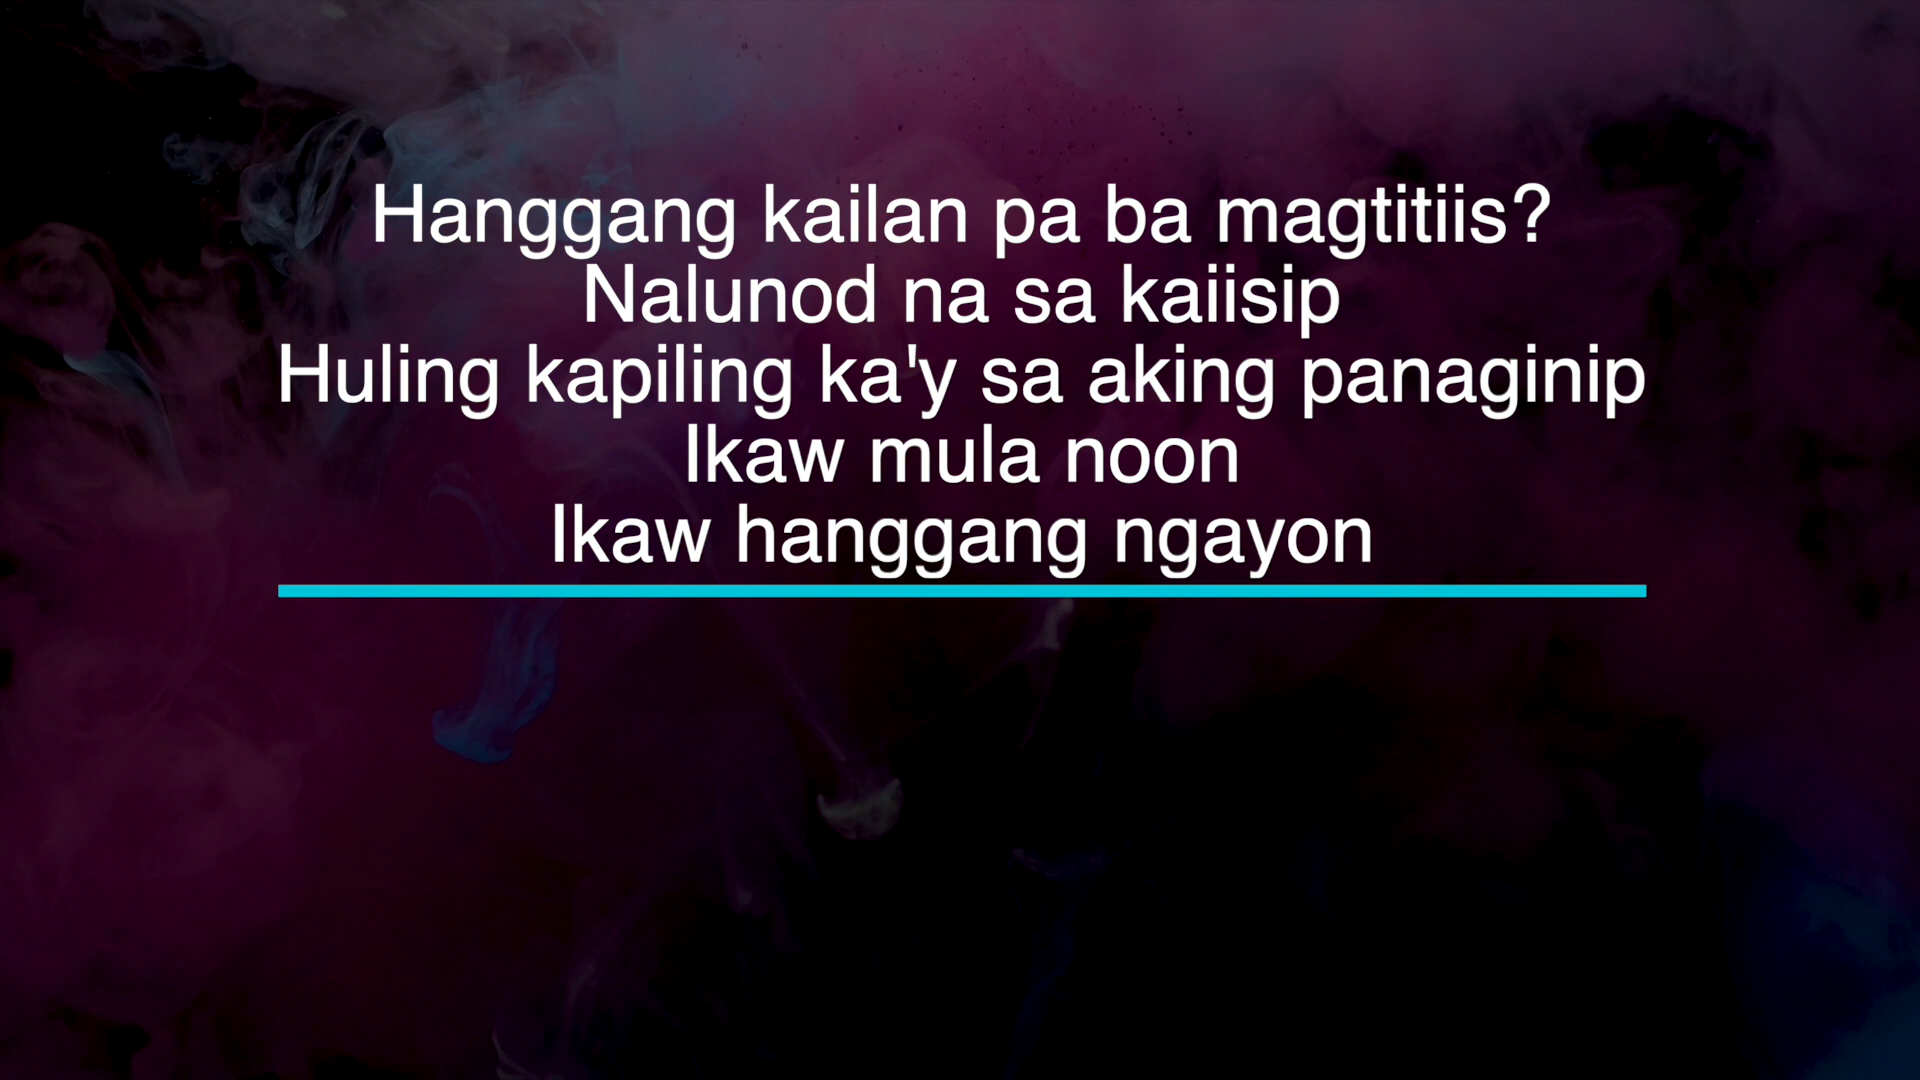 Hanggang kailan pa ba magtitiis?
Nalunod na sa kaiisip
Huling kapiling ka'y sa aking panaginip
Ikaw mula noon
Ikaw hanggang ngayon